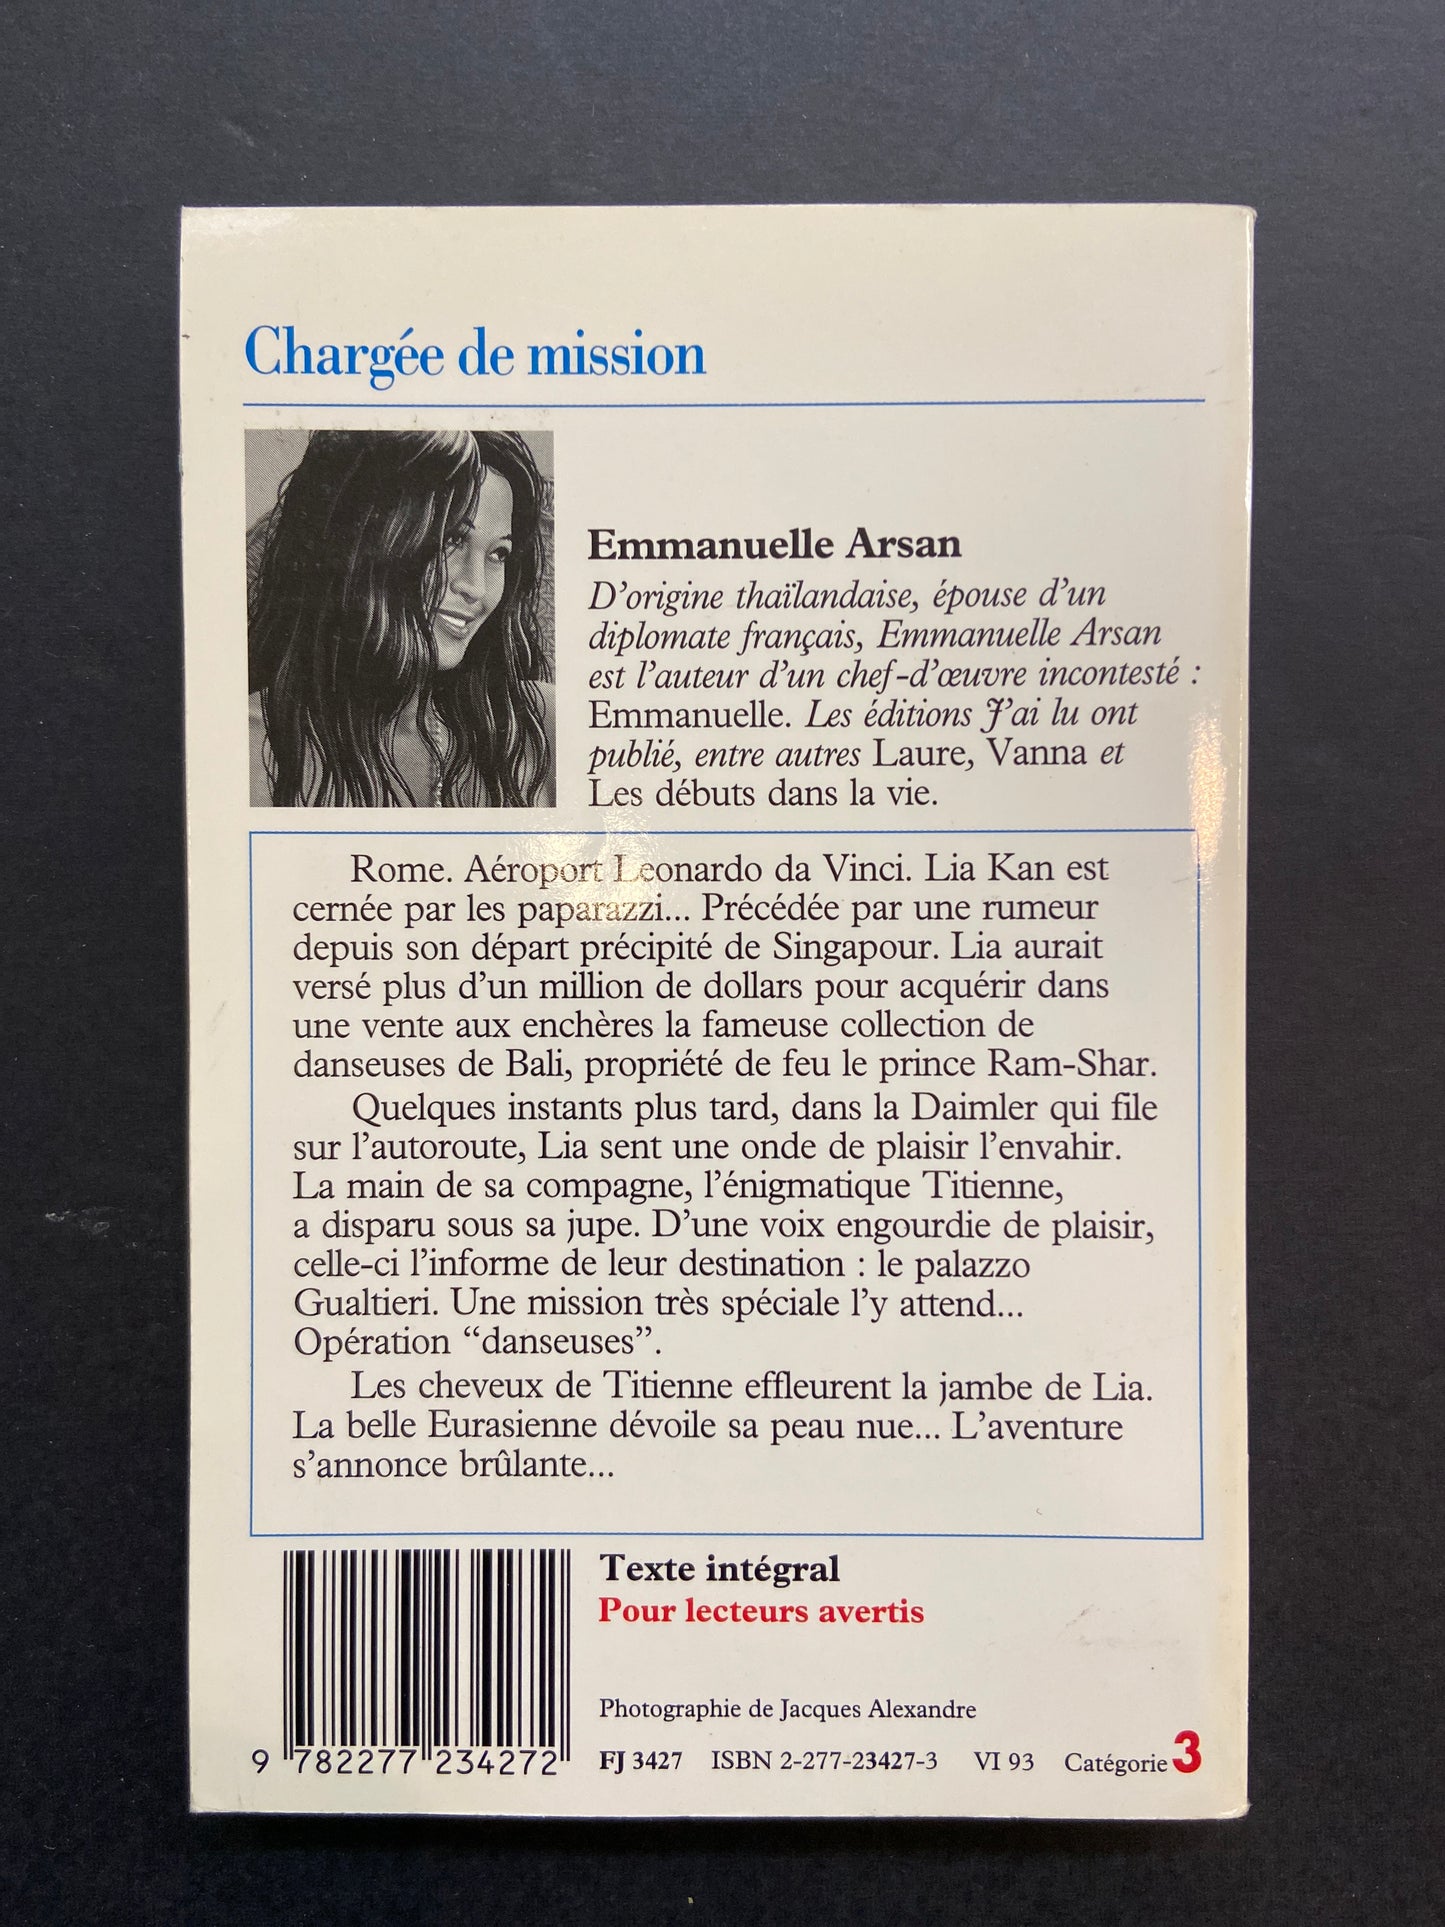 Chargée de mission
Emmanuelle Arsan
D'origine thaïlandaise, épouse d'un
diplomate français, Emmanuelle Arsan
est l'auteur d'un chef-d'œuvre incontesté :
Emmanuelle. Les éditions J'ai lu ont
publié, entre autres Laure, Vanna et
Les débuts dans la vie.
Rome. Aéroport Leonardo da Vinci. Lia Kan est
cernée par les paparazzi... Précédée par une rumeur
depuis son départ précipité de Singapour. Lia aurait
versé plus d'un million de dollars pour acquérir dans
une vente aux enchères la fameuse collection de
danseuses de Bali, propriété de feu le prince Ram-Shar.
Quelques instants plus tard, dans la Daimler qui file
sur l'autoroute, Lia sent une onde de plaisir l'envahir.
La main de sa compagne, l'énigmatique Titienne,
a disparu sous sa jupe. D'une voix engourdie de plaisir,
celle-ci l'informe de leur destination : le palazzo
Gualtieri. Une mission très spéciale l'y attend...
Opération “danseuses”.
Les cheveux de Titienne effleurent la jambe de Lia.
La belle Eurasienne dévoile sa peau nue... L'aventure
s'annonce brûlante...
Texte intégral
Pour lecteurs avertis
Photographie de Jacques Alexandre
9 782277 234272
FJ 3427 ISBN 2-277-23427-3 VI 93 Catégorie 3